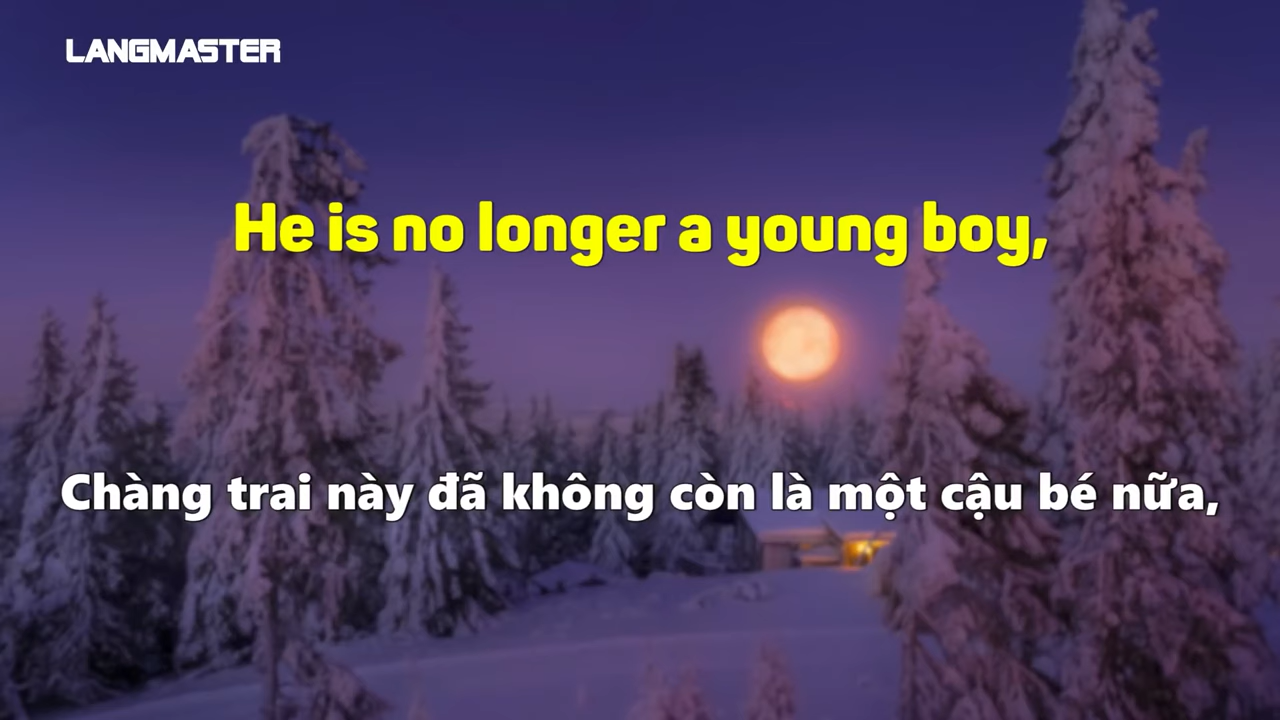 LANGMASTER
He is no longer a young boy,
Chàng trai này đã không còn là một cậu bé nữa,